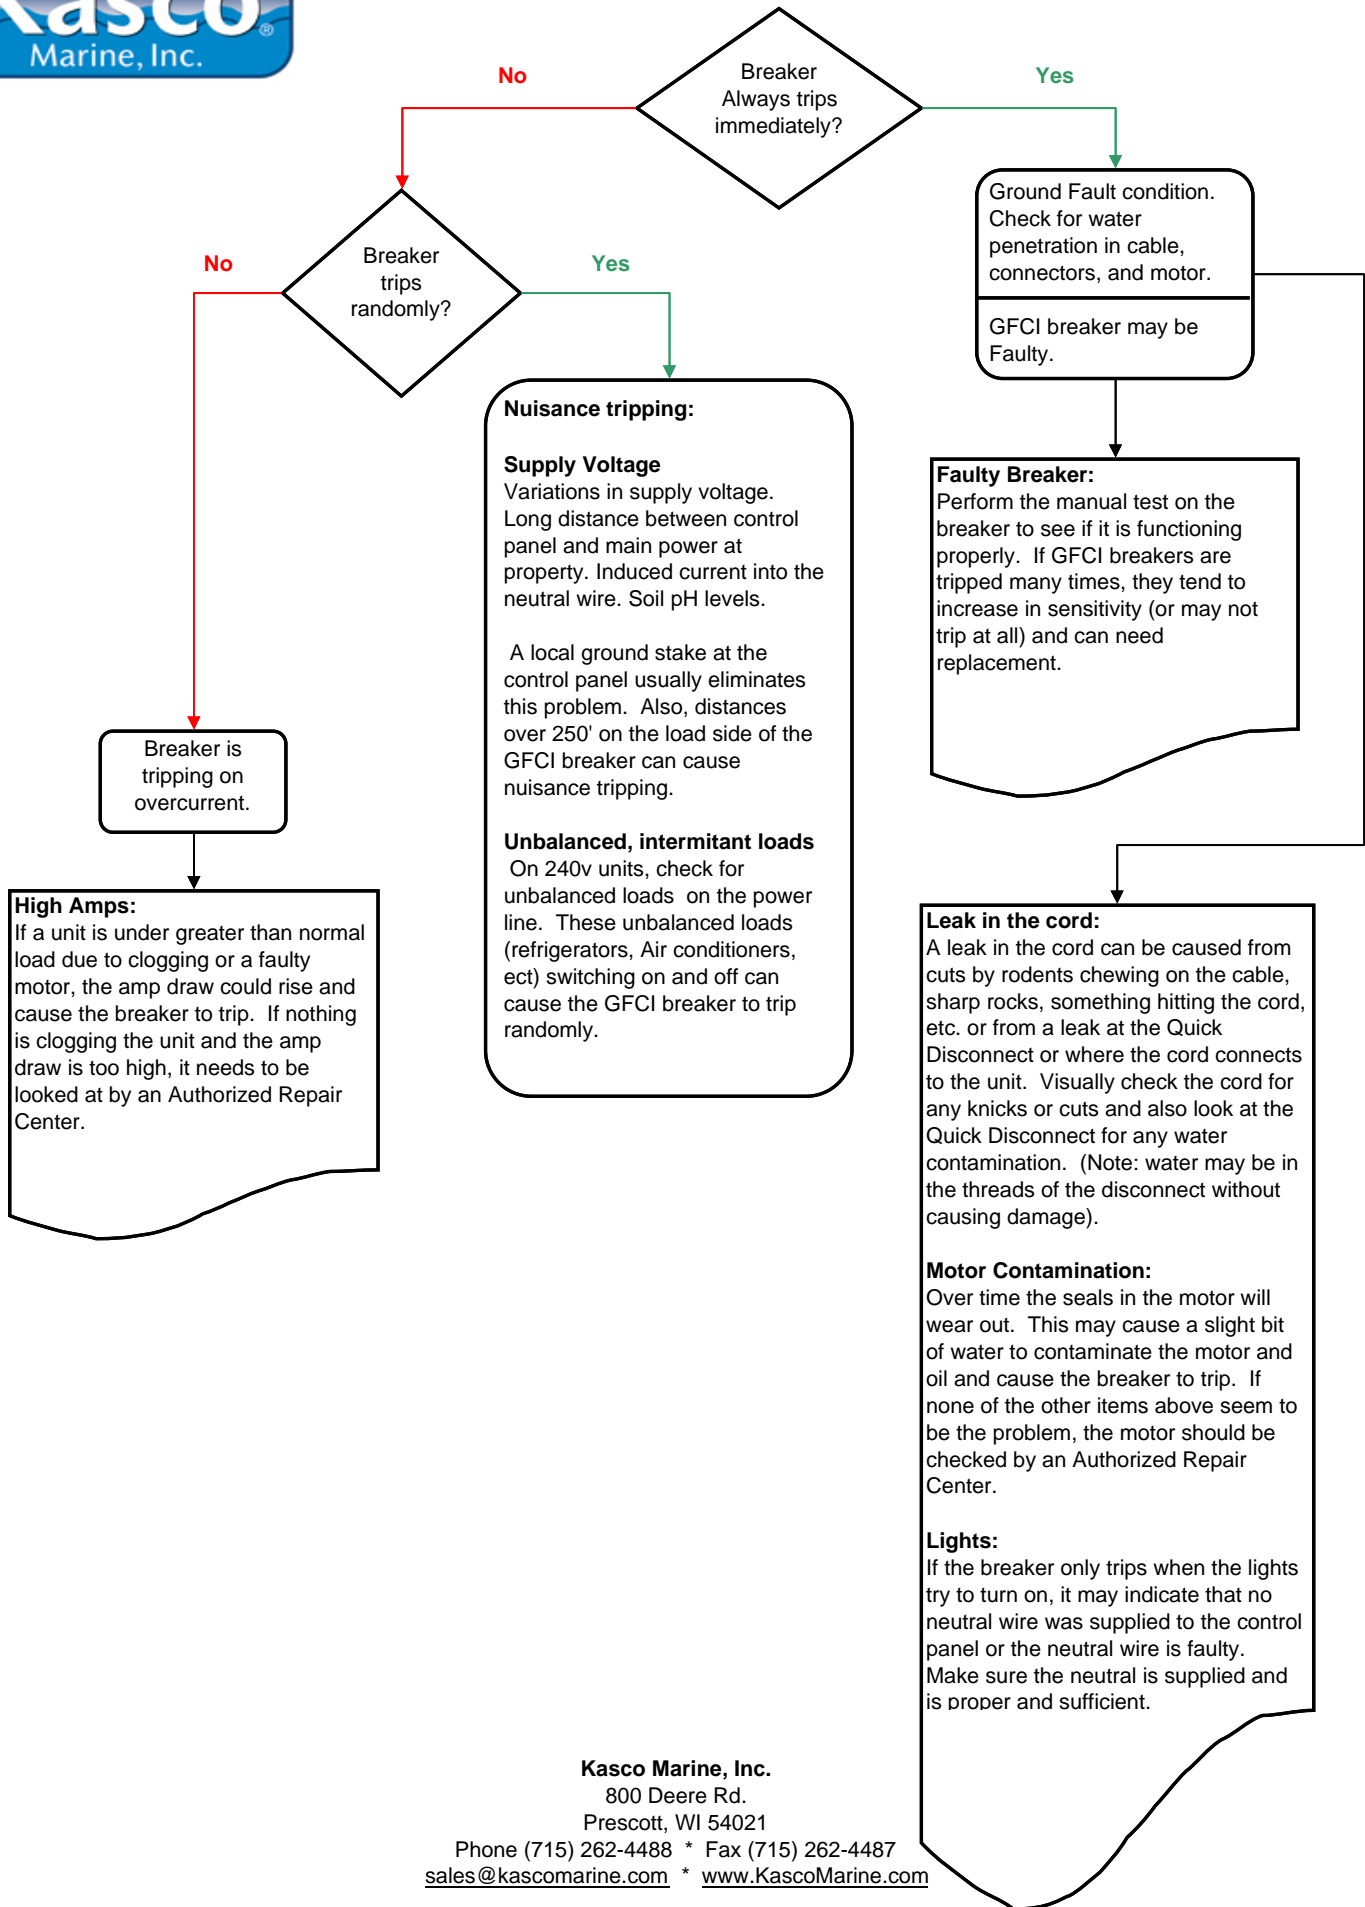 Kasco®
Marine, Inc.
Breaker
Always trips
immediately?
No
Yes
Breaker
trips
randomly?
No
Yes
Ground Fault condition.
Check for water
penetration in cable,
connectors, and motor.
GFCI breaker may be
Faulty.
Nuisance tripping:
Supply Voltage
Variations in supply voltage.
Long distance between control
panel and main power at
property. Induced current into the
neutral wire. Soil pH levels.
A local ground stake at the
control panel usually eliminates
this problem.  Also, distances
over 250' on the load side of the
GFCI breaker can cause
nuisance tripping.
Unbalanced, intermitant loads
On 240v units, check for
unbalanced loads  on the power
line.  These unbalanced loads
(refrigerators, Air conditioners,
ect) switching on and off can
cause the GFCI breaker to trip
randomly.
Faulty Breaker:
Perform the manual test on the
breaker to see if it is functioning
properly.  If GFCI breakers are
tripped many times, they tend to
increase in sensitivity (or may not
trip at all) and can need
replacement.
Breaker is
tripping on
overcurrent.
High Amps:
If a unit is under greater than normal
load due to clogging or a faulty
motor, the amp draw could rise and
cause the breaker to trip.  If nothing
is clogging the unit and the amp
draw is too high, it needs to be
looked at by an Authorized Repair
Center.
Leak in the cord:
A leak in the cord can be caused from
cuts by rodents chewing on the cable,
sharp rocks, something hitting the cord,
etc. or from a leak at the Quick
Disconnect or where the cord connects
to the unit.  Visually check the cord for
any knicks or cuts and also look at the
Quick Disconnect for any water
contamination.  (Note: water may be in
the threads of the disconnect without
causing damage).
Motor Contamination:
Over time the seals in the motor will
wear out.  This may cause a slight bit
of water to contaminate the motor and
oil and cause the breaker to trip.  If
none of the other items above seem to
be the problem, the motor should be
checked by an Authorized Repair
Center.
Lights:
If the breaker only trips when the lights
try to turn on, it may indicate that no
neutral wire was supplied to the control
panel or the neutral wire is faulty.
Make sure the neutral is supplied and
is proper and sufficient.
Kasco Marine, Inc.
800 Deere Rd.
Prescott, WI 54021
Phone (715) 262-4488  *  Fax (715) 262-4487
sales@kascomarine.com  *  www.KascoMarine.com